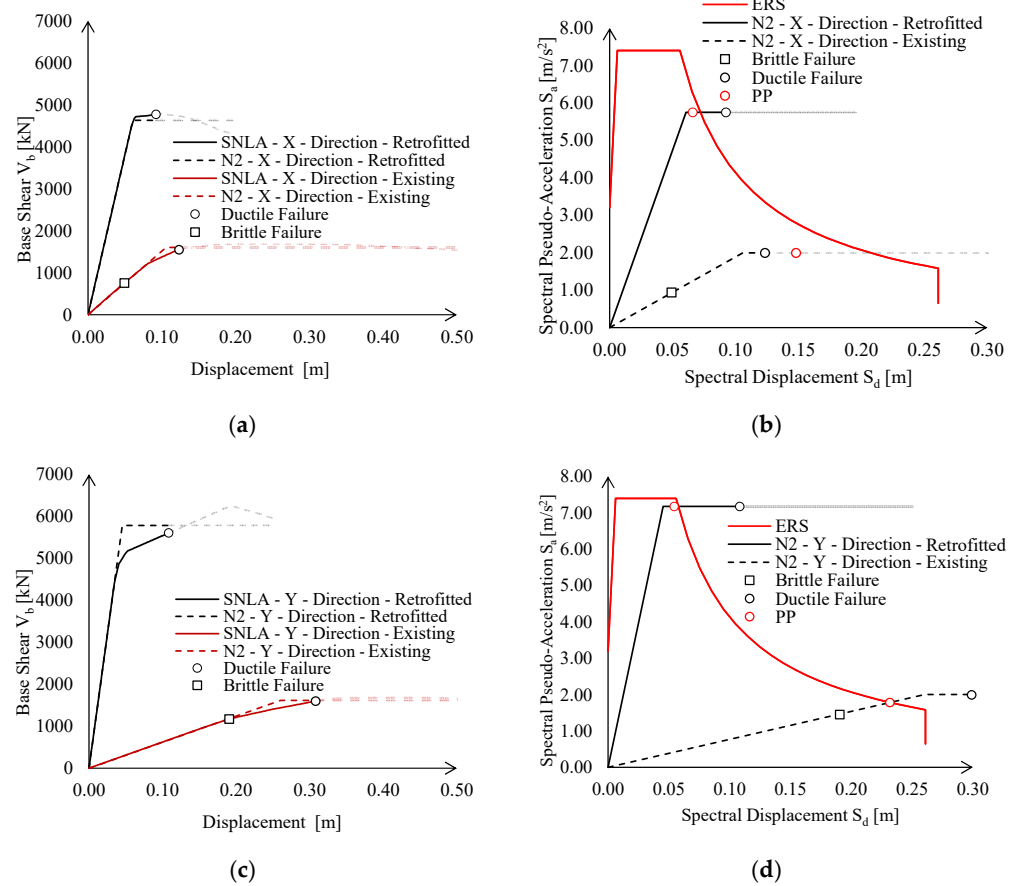 7000
6000
5000
4000
3000
2000
1000
0
Base Shear V_b [kN]
SNLA - X - Direction - Retrofitted
N2 - X - Direction - Retrofitted
SNLA - X - Direction - Existing
N2 - X - Direction - Existing
Ductile Failure
Brittle Failure
0.00 0.10 0.20 0.30 0.40 0.50
Displacement [m]
(a)
ERS
N2 - X - Direction - Retrofitted
N2 - X - Direction - Existing
Brittle Failure
Ductile Failure
PP
8.00
7.00
6.00
5.00
4.00
3.00
2.00
1.00
0.00
Spectral Pseudo-Acceleration S_a [m/s²]
0.00 0.05 0.10 0.15 0.20 0.25 0.30
Spectral Displacement S_d [m]
(b)
7000
6000
5000
4000
3000
2000
1000
0
Base Shear V_b [kN]
SNLA - Y - Direction - Retrofitted
N2 - Y - Direction - Retrofitted
SNLA - Y - Direction - Existing
N2 - Y - Direction - Existing
Ductile Failure
Brittle Failure
0.00 0.10 0.20 0.30 0.40 0.50
Displacement [m]
(c)
8.00
7.00
6.00
5.00
4.00
3.00
2.00
1.00
0.00
Spectral Pseudo-Acceleration S_a [m/s²]
ERS
N2 - Y - Direction - Retrofitted
N2 - Y - Direction - Existing
Brittle Failure
Ductile Failure
PP
0.00 0.05 0.10 0.15 0.20 0.25 0.30
Spectral Displacement S_d [m]
(d)